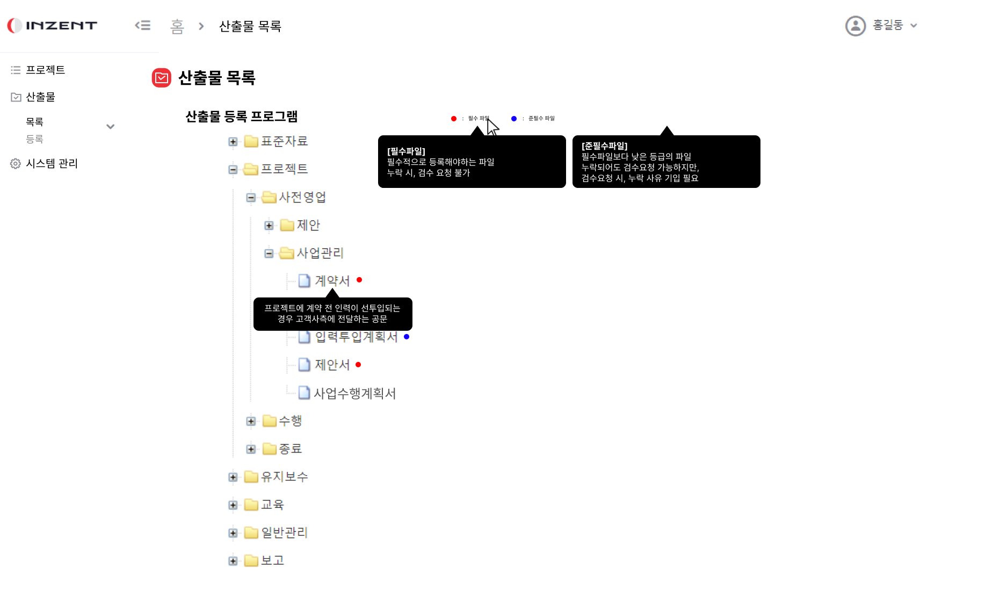 INZENT
홈
산출물 목록
홍길동
프로젝트
산출물
목록
등록
시스템 관리
산출물 목록
산출물 등록 프로그램
: 필수 파일
: 준필수 파일
[필수파일]
필수적으로 등록해야하는 파일
누락 시, 검수 요청 불가
[준필수파일]
필수파일보다 낮은 등급의 파일
누락되어도 검수요청 가능하지만,
검수요청 시, 누락 사유 기입 필요
표준자료
프로젝트
사전영업
제안
사업관리
계약서
프로젝트에 계약 전 인력이 선투입되는
경우 고객사측에 전달하는 공문
입력투입계획서
제안서
사업수행계획서
수행
종료
유지보수
교육
일반관리
보고